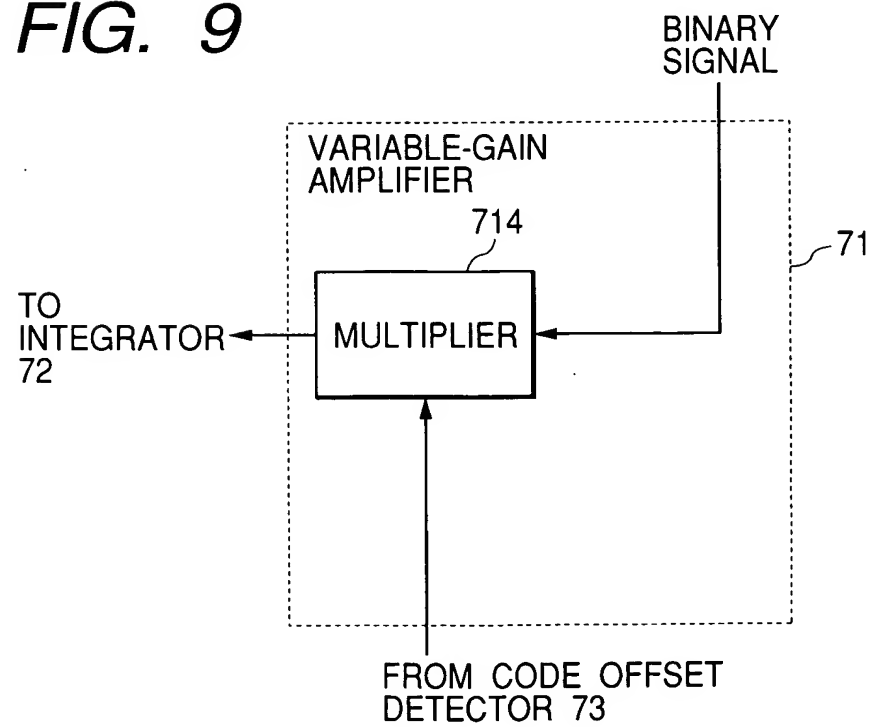 FIG. 9
BINARY
SIGNAL
VARIABLE-GAIN
AMPLIFIER
714
71
TO
INTEGRATOR
72
MULTIPLIER
FROM CODE OFFSET
DETECTOR 73